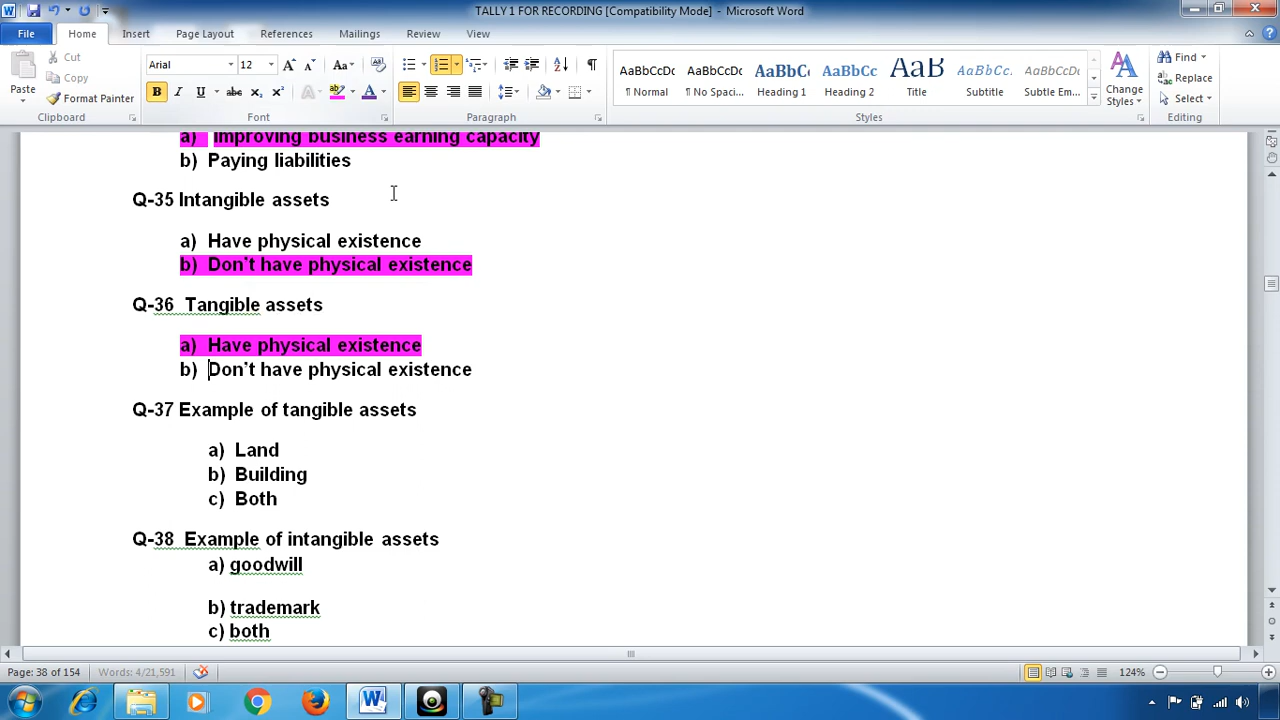 TALLY 1 FOR RECORDING [Compatibility Mode] - Microsoft Word
File Home Insert Page Layout References Mailings Review View
Paste
Cut
Copy
Format Painter
Clipboard
Arial 12
Font
Paragraph
AaBbCcDc AaBbCcDc AaBbCc AaBbCc AaB AaBbCc. AaBbCcDc
¶ Normal ¶ No Spaci... Heading 1 Heading 2 Title Subtitle Subtle Em...
Styles
Change Styles
Find
Replace
Select
Editing
a) Improving business earning capacity
b) Paying liabilities
Q-35 Intangible assets
a) Have physical existence
b) Don't have physical existence
Q-36 Tangible assets
a) Have physical existence
b) Don't have physical existence
Q-37 Example of tangible assets
a) Land
b) Building
c) Both
Q-38 Example of intangible assets
a) goodwill
b) trademark
c) both
Page: 38 of 154 Words: 4/21,591 124%
11:26 AM